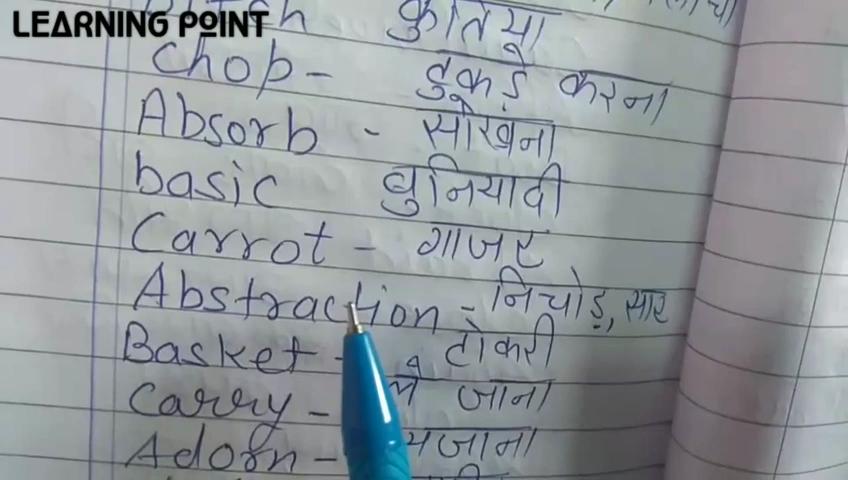 LEARNING POINT
कुतिया
Chop - टुकड़े करना
Absorb - सोखना
basic बुनियादी
Carrot - गाजर
Abstraction - निचोड़, सार
Basket - टोकरी
Carry - ले जाना
Adorn - सजाना